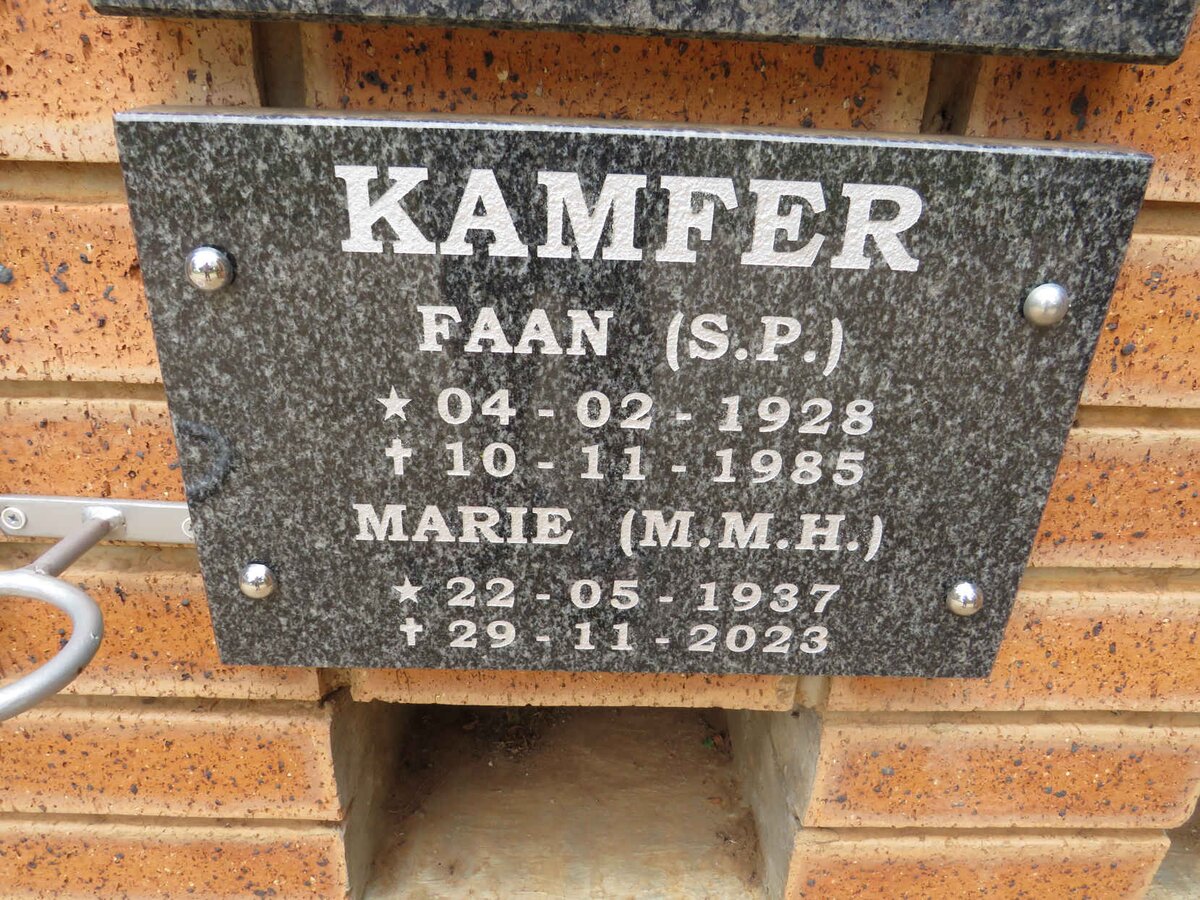 KAMFER
FAAN (S.P.)
★ 04 - 02 - 1928
✝ 10 - 11 - 1985
MARIE (M.M.H.)
★ 22 - 05 - 1937
✝ 29 - 11 - 2023